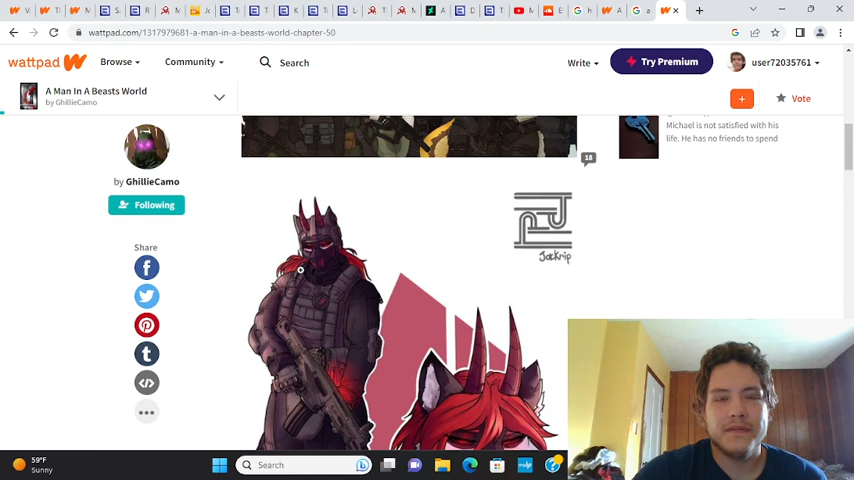 wattpad.com/1317979681-a-man-in-a-beasts-world-chapter-50
wattpad
Browse
Community
Search
Write
Try Premium
user72035761
A Man In A Beasts World
by GhillieCamo
Vote
Michael is not satisfied with his
life. He has no friends to spend
18
by GhillieCamo
Following
Share
Jackrip
59°F
Sunny
Search